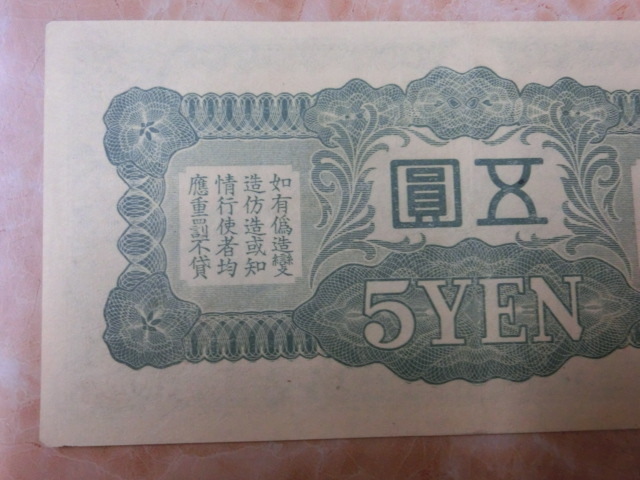 五圓
5YEN
如有偽造變
造仿造或知
情行使者均
應重罰不貸